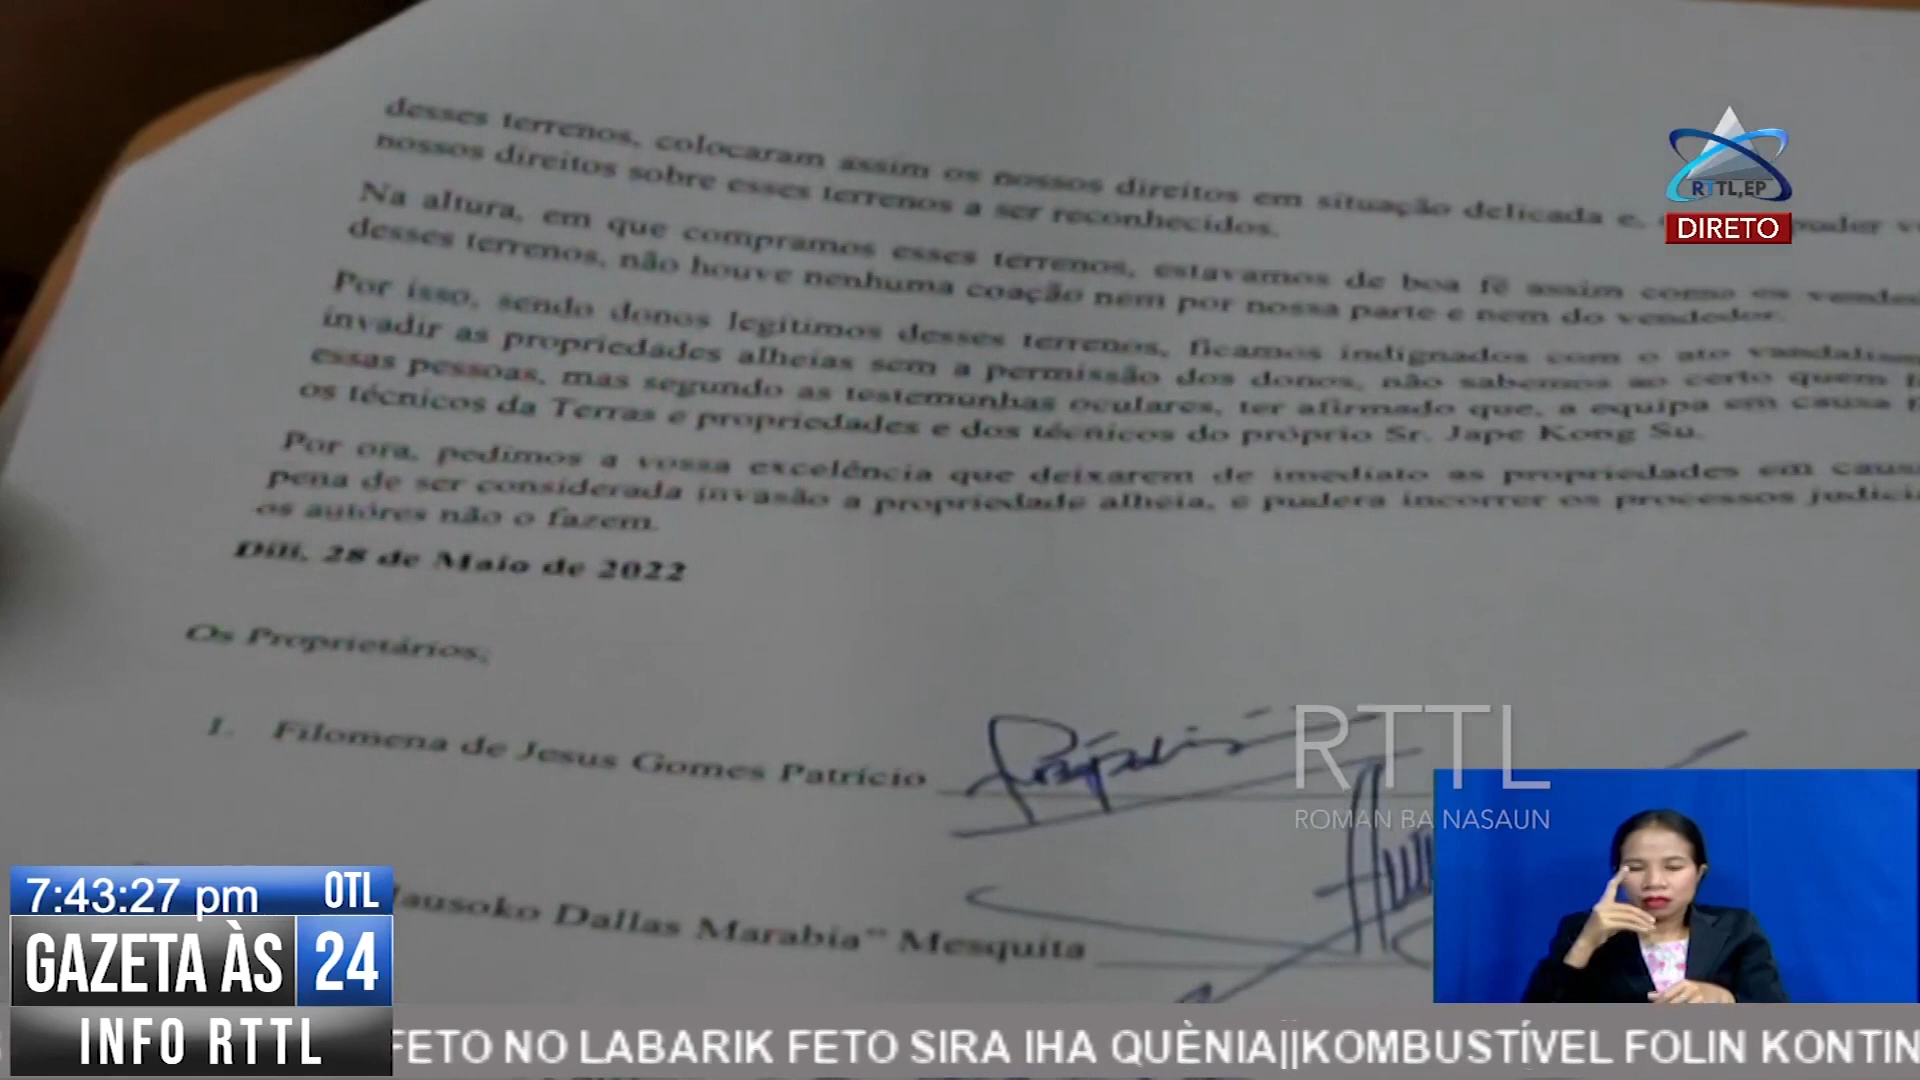 desses terrenos, colocaram assim os nossos direitos em situação delicada e, puder
nossos direitos sobre esses terrenos a ser reconhecidos.
Na altura, em que compramos esses terrenos, estavamos de boa fé assim como os
desses terrenos, não houve nenhuma coação nem por nossa parte e nem do vendedor.
Por isso, sendo donos legítimos desses terrenos, ficamos indignados com o ato
invadir as propriedades alheias sem a permissão dos donos, não sabemos ao certo quem
essas pessoas, mas segundo as testemunhas oculares, ter afirmado que, a equipa em causa
os técnicos da Terras e propriedades e dos técnicos do próprio Sr. Jape Kong Su.
Por ora, pedimos a vossa excelência que deixarem de imediato as propriedades em
pena de ser considerada invasão a propriedade alheia, e pudera incorrer os processos
os autóres não o fazem.
Dili, 28 de Maio de 2022
Os Proprietários,
1. Filomena de Jesus Gomes Patrício
Mausoko Dallas Marabia" Mesquita
RTTL,EP
DIRETO
RTTL
ROMAN BA NASAUN
7:43:27 pm OTL
GAZETA ÀS 24
INFO RTTL
FETO NO LABARIK FETO SIRA IHA QUÈNIA||KOMBUSTÍVEL FOLIN KONTIN